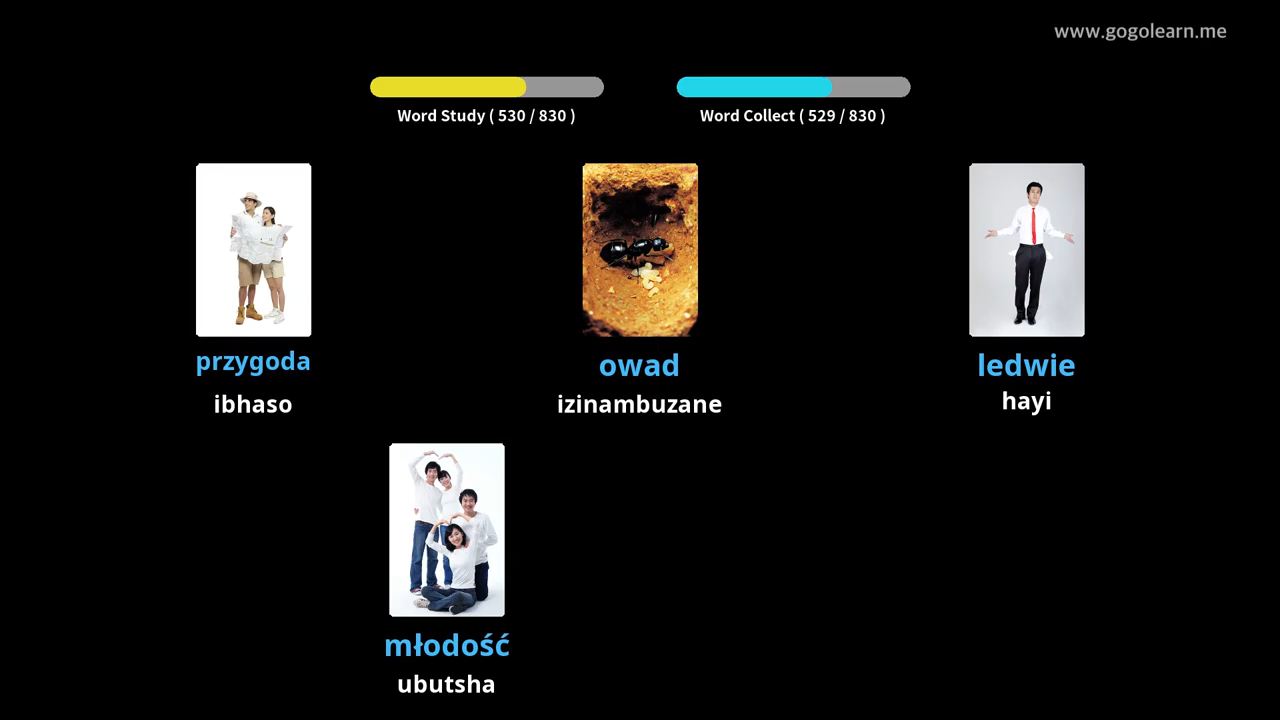 www.gogolearn.me
Word Study ( 530 / 830 )
Word Collect ( 529 / 830 )
przygoda
ibhaso
owad
izinambuzane
ledwie
hayi
młodość
ubutsha